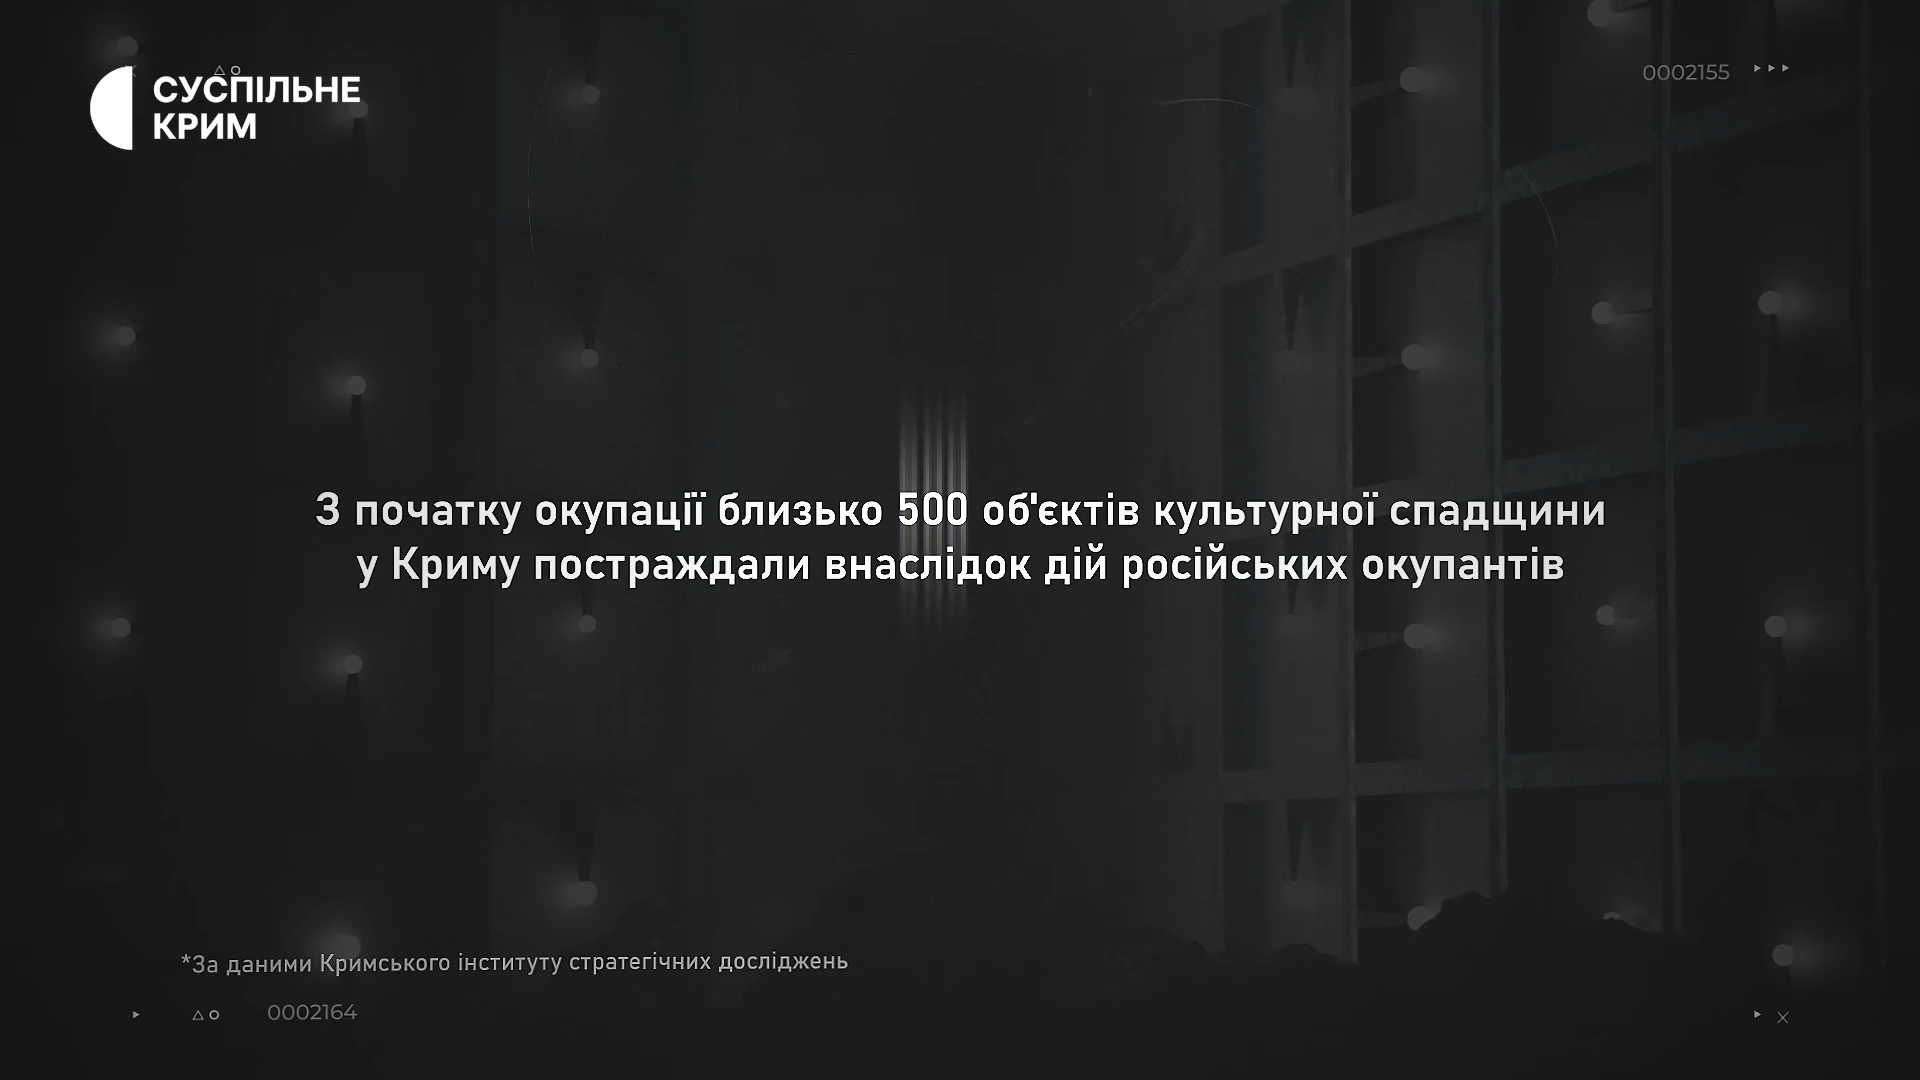 СУСПІЛЬНЕ
КРИМ
0002155
З початку окупації близько 500 об'єктів культурної спадщини
у Криму постраждали внаслідок дій російських окупантів
*За даними Кримського інституту стратегічних досліджень
0002164